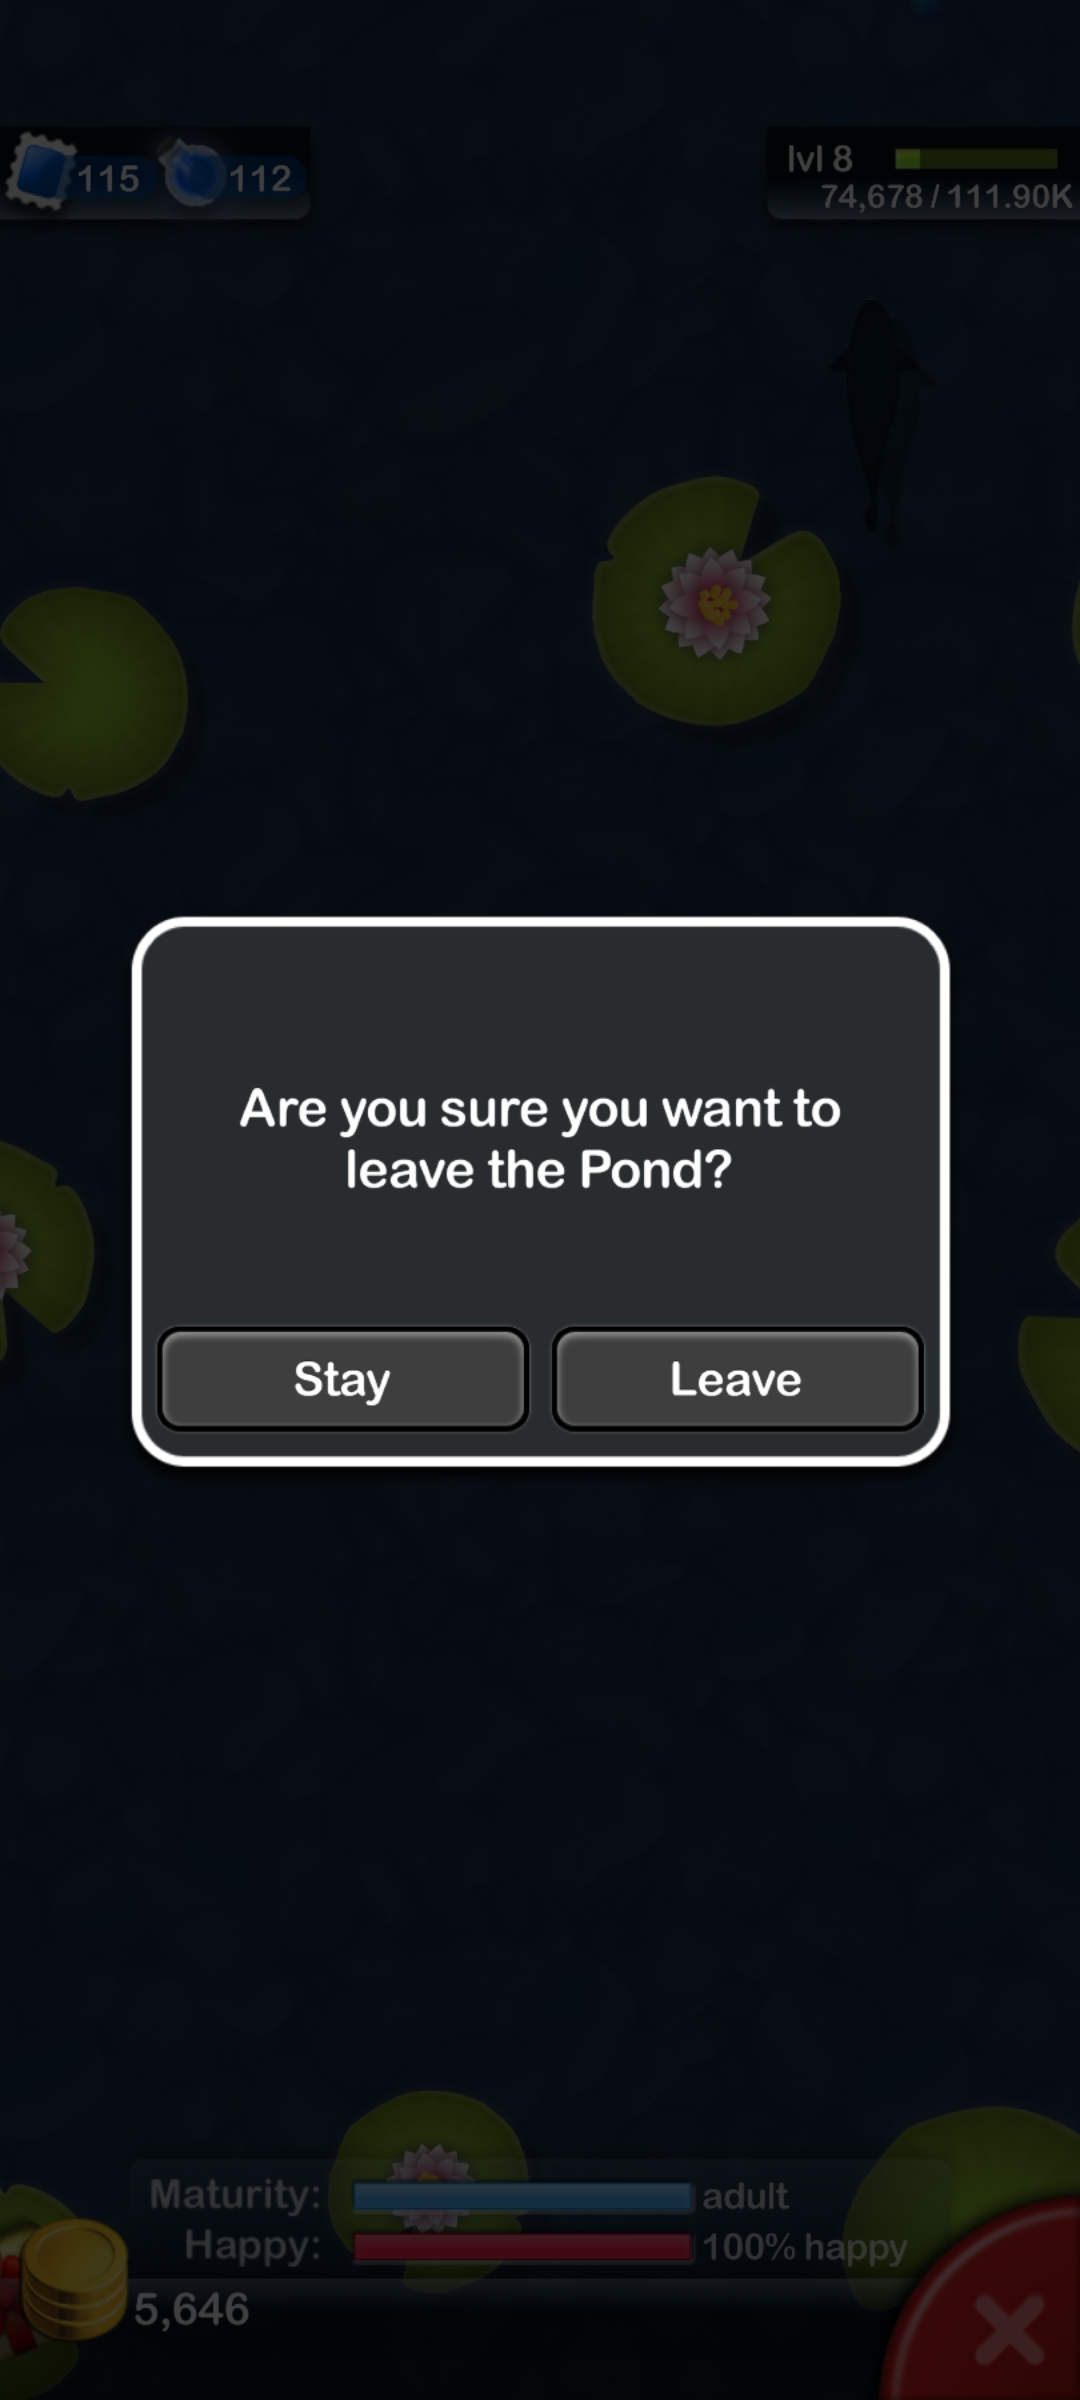 115 112
lvl 8
74,678 / 111.90K
Are you sure you want to
leave the Pond?
Stay Leave
Maturity: adult
Happy: 100% happy
5,646